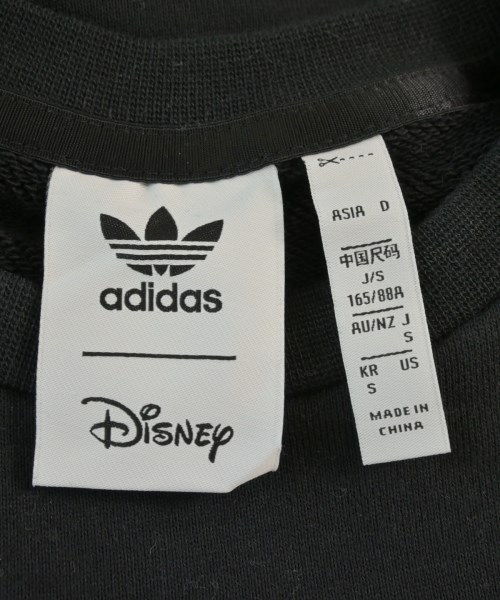 adidas
Disney
ASIA D
中国尺码
J/S
165/88A
AU/NZ J
S
KR US
S
MADE IN
CHINA